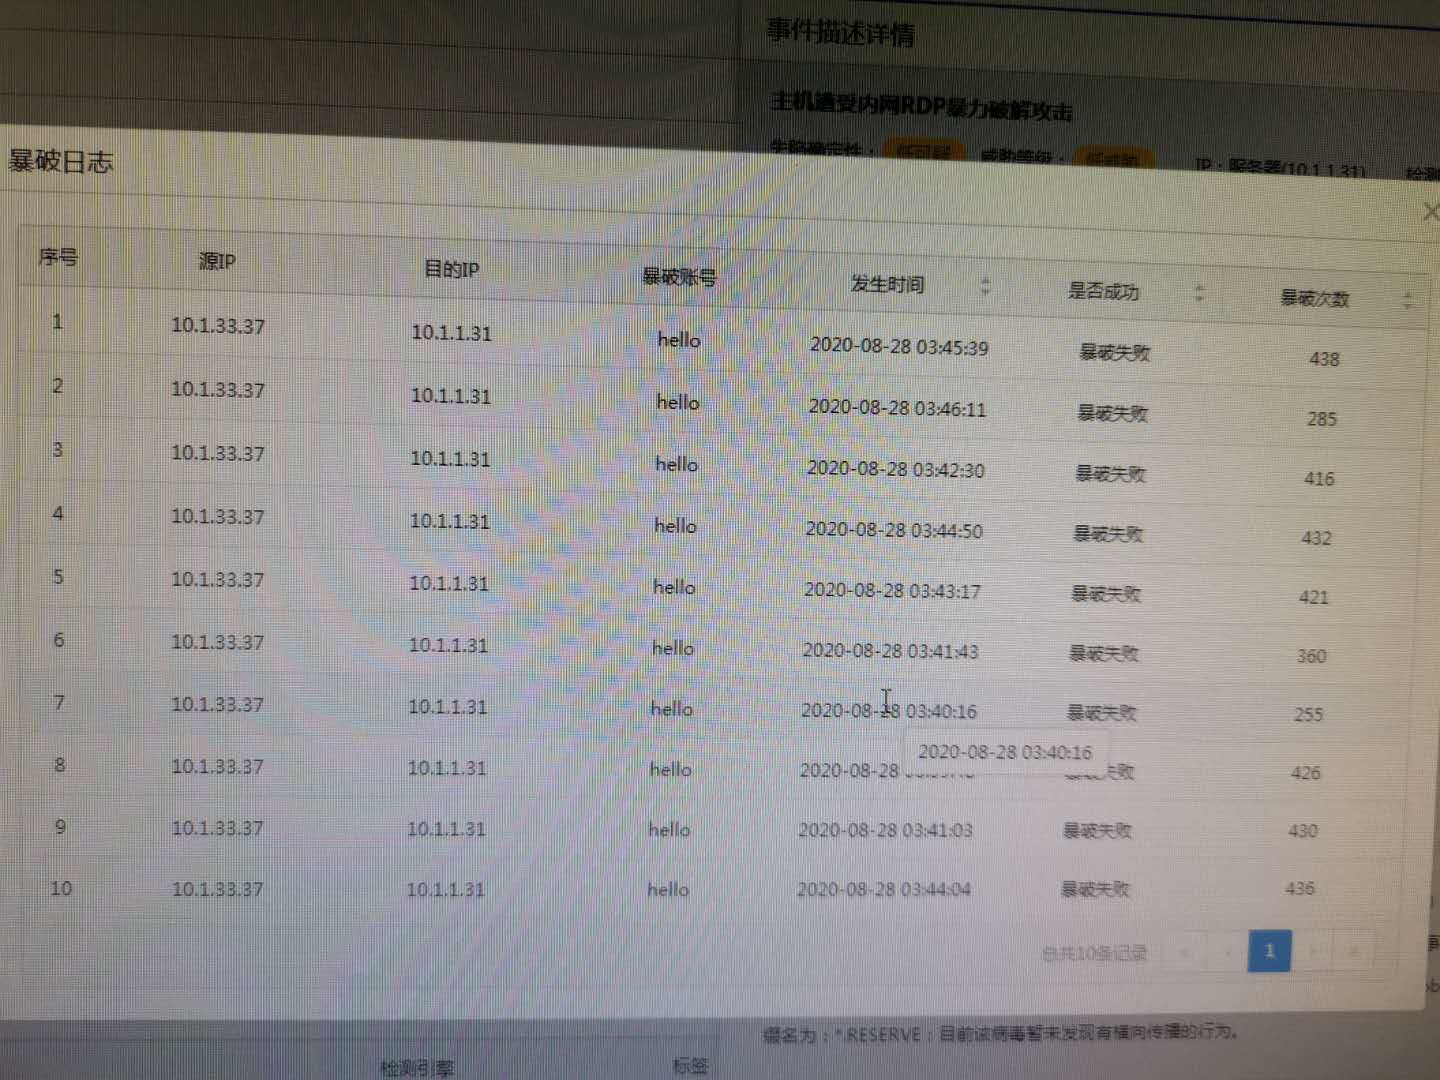 事件描述详情
主机遭受内网RDP暴力破解攻击
失陷确定性： 低可疑 威胁等级： 低威胁 IP：服务器(10.1.1.31) 检测
暴破日志
序号 源IP 目的IP 暴破账号 发生时间 是否成功 暴破次数
1 10.1.33.37 10.1.1.31 hello 2020-08-28 03:45:39 暴破失败 438
2 10.1.33.37 10.1.1.31 hello 2020-08-28 03:46:11 暴破失败 285
3 10.1.33.37 10.1.1.31 hello 2020-08-28 03:42:30 暴破失败 416
4 10.1.33.37 10.1.1.31 hello 2020-08-28 03:44:50 暴破失败 432
5 10.1.33.37 10.1.1.31 hello 2020-08-28 03:43:17 暴破失败 421
6 10.1.33.37 10.1.1.31 hello 2020-08-28 03:41:43 暴破失败 360
7 10.1.33.37 10.1.1.31 hello 2020-08-28 03:40:16 暴破失败 255
2020-08-28 03:40:16
8 10.1.33.37 10.1.1.31 hello 2020-08-28 失败 426
9 10.1.33.37 10.1.1.31 hello 2020-08-28 03:41:03 暴破失败 430
10 10.1.33.37 10.1.1.31 hello 2020-08-28 03:44:04 暴破失败 436
总共10条记录 1
缀名为：*.RESERVE；目前该病毒暂未发现有横向传播的行为。
检测引擎 标签